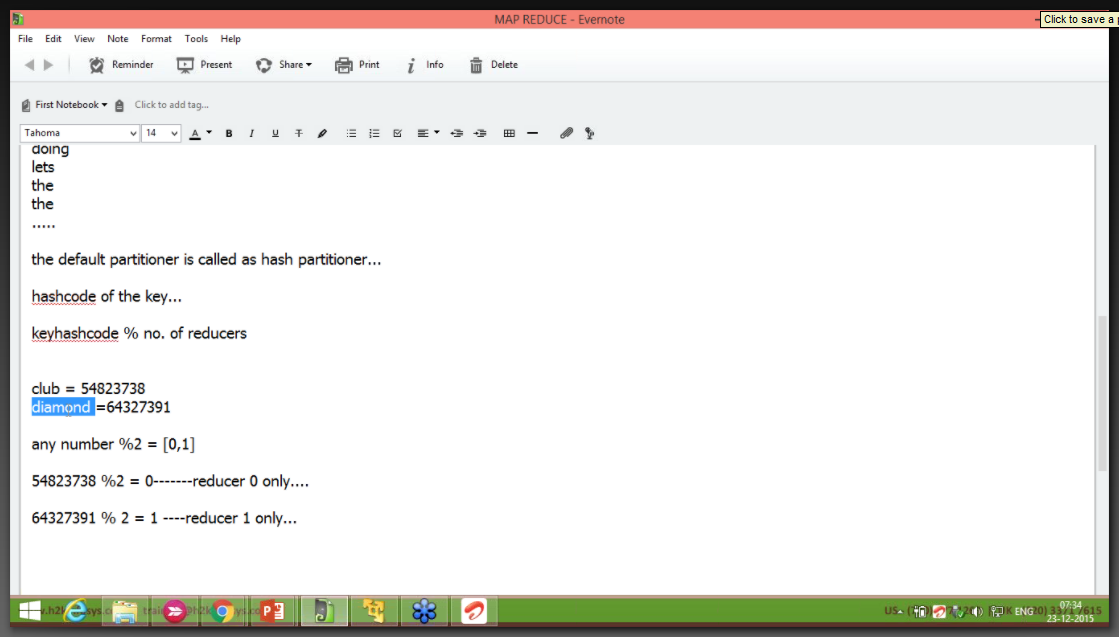 MAP REDUCE - Evernote
Click to save a
File Edit View Note Format Tools Help
Reminder Present Share Print Info Delete
First Notebook Click to add tag...
Tahoma 14 A B I U T
doing
lets
the
the
.....
the default partitioner is called as hash partitioner...
hashcode of the key...
keyhashcode % no. of reducers
club = 54823738
diamond =64327391
any number %2 = [0,1]
54823738 %2 = 0-------reducer 0 only....
64327391 % 2 = 1 ----reducer 1 only...
ENG
07:34
23-12-2015